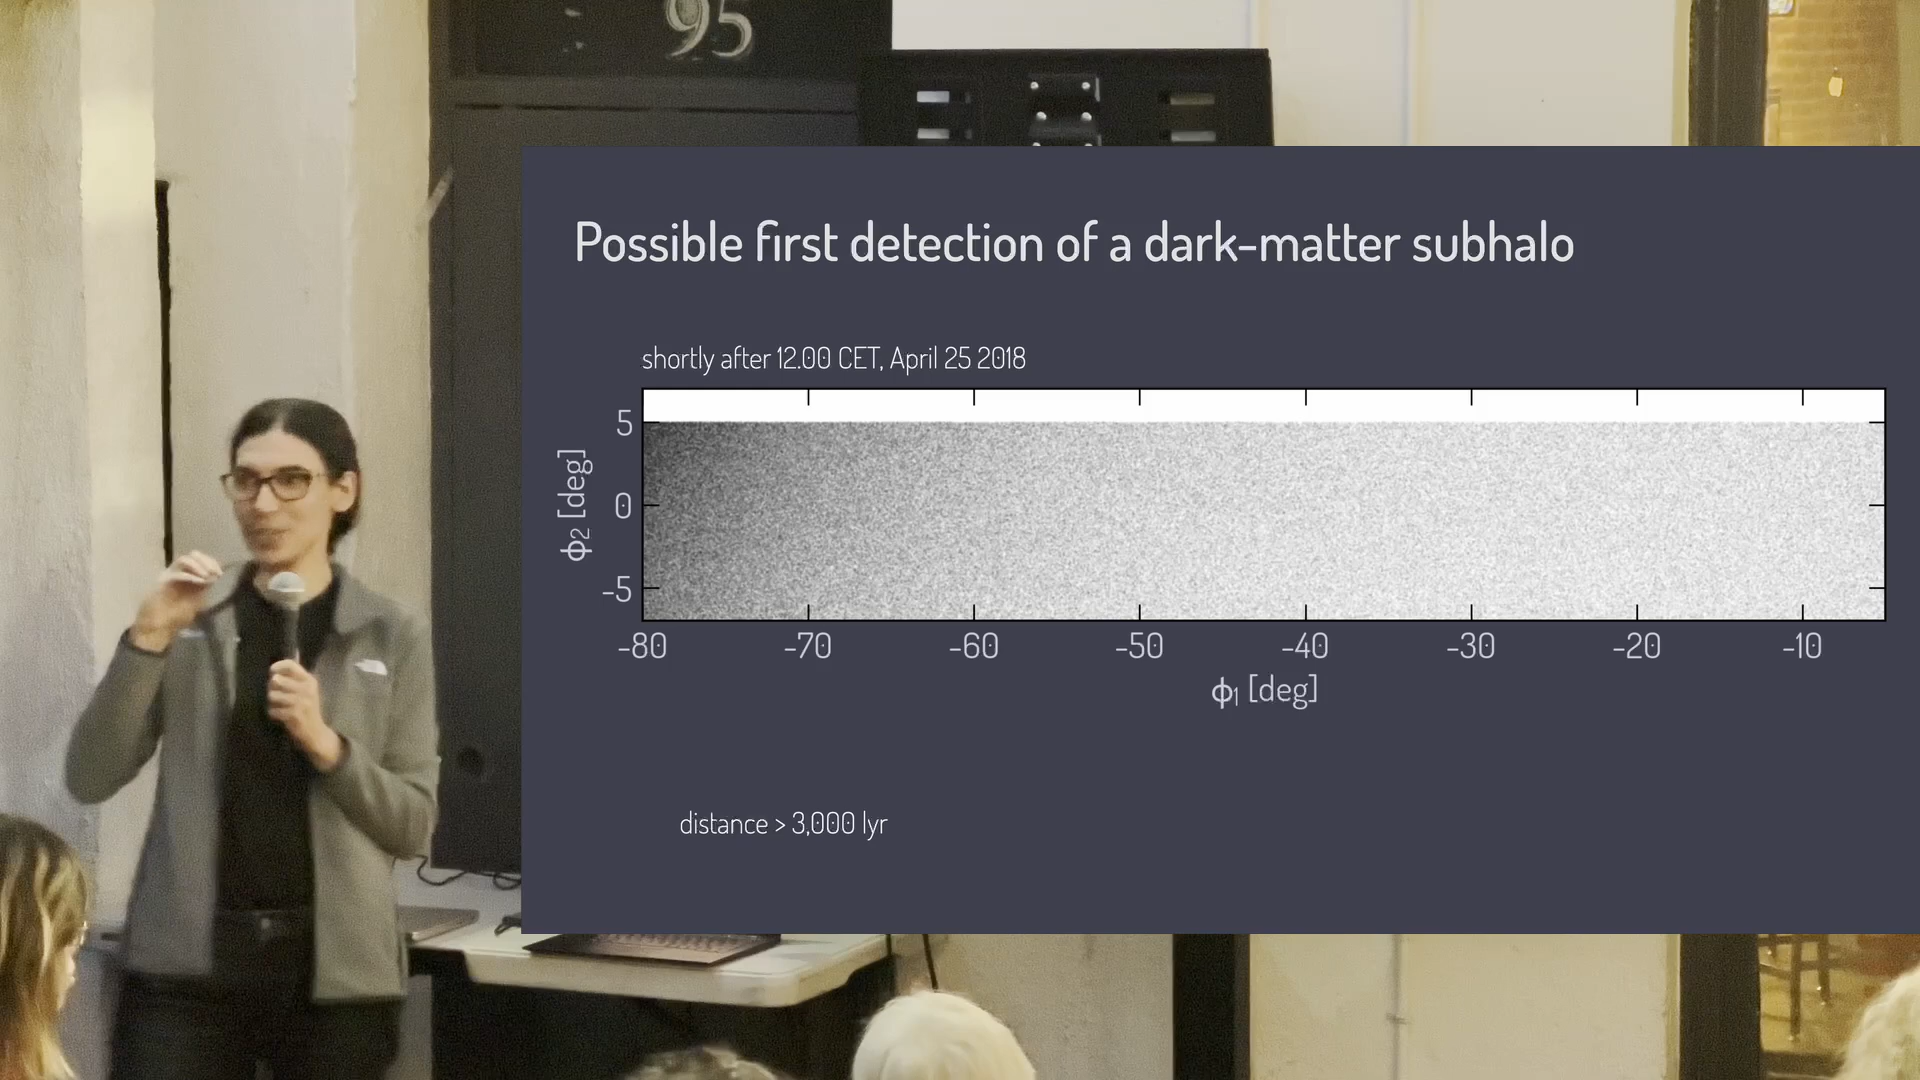 95
Possible first detection of a dark-matter subhalo
shortly after 12.00 CET, April 25 2018
5
0
-5
ϕ2 [deg]
-80 -70 -60 -50 -40 -30 -20 -10
ϕ1 [deg]
distance > 3,000 lyr